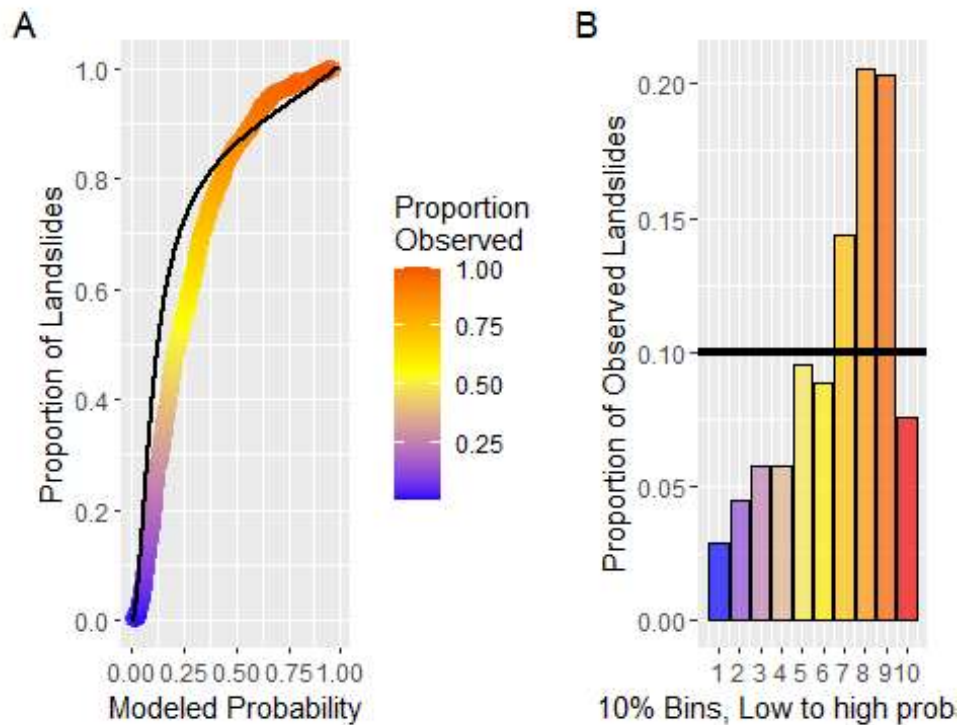 A
Proportion of Landslides
1.0
0.8
0.6
0.4
0.2
0.0
0.00 0.25 0.50 0.75 1.00
Modeled Probability
Proportion
Observed
1.00
0.75
0.50
0.25
B
Proportion of Observed Landslides
0.20
0.15
0.10
0.05
0.00
1 2 3 4 5 6 7 8 9 10
10% Bins, Low to high prob